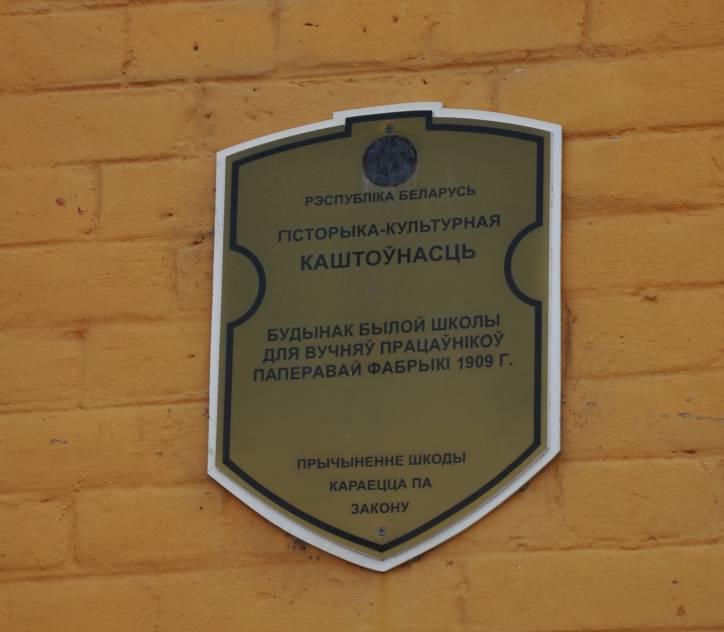 РЭСПУБЛІКА БЕЛАРУСЬ
ГІСТОРЫКА-КУЛЬТУРНАЯ
КАШТОЎНАСЦЬ
БУДЫНАК БЫЛОЙ ШКОЛЫ
ДЛЯ ВУЧНЯЎ ПРАЦАЎНІКОЎ
ПАПЕРАВАЙ ФАБРЫКІ 1909 Г.
ПРЫЧЫНЕННЕ ШКОДЫ
КАРАЕЦЦА ПА
ЗАКОНУ